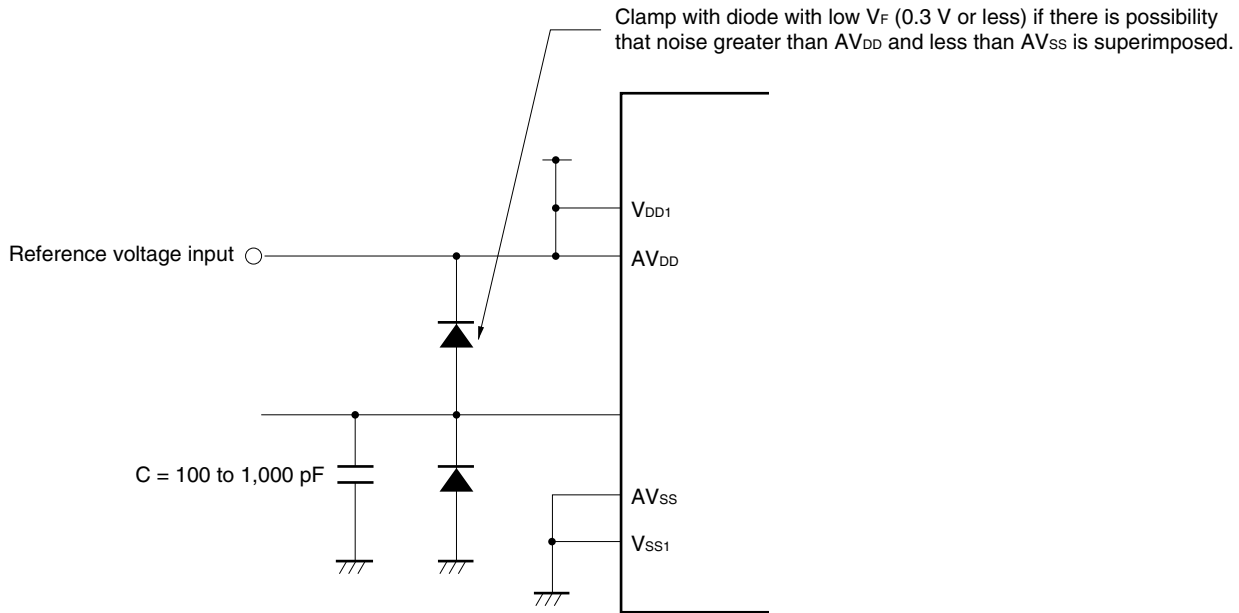 Clamp with diode with low VF (0.3 V or less) if there is possibility
that noise greater than AVDD and less than AVSS is superimposed.
VDD1
Reference voltage input
AVDD
C = 100 to 1,000 pF
AVSS
VSS1